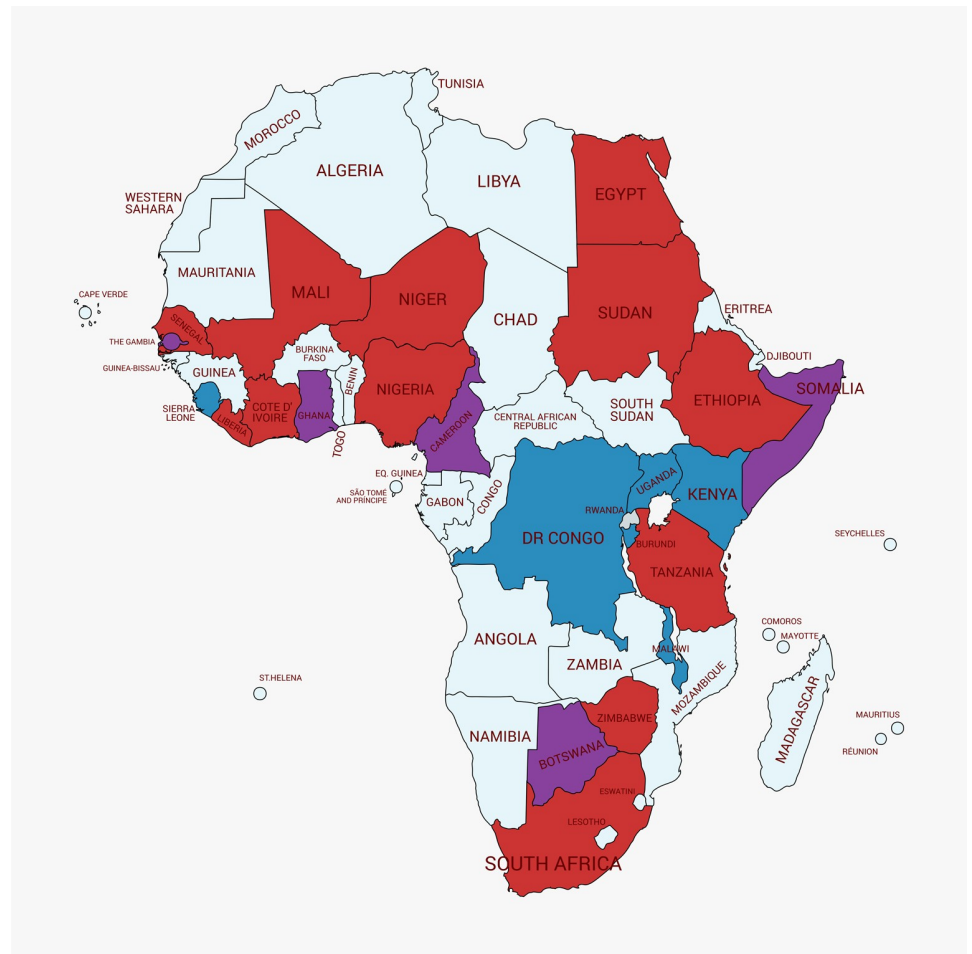 TUNISIA
MOROCCO
ALGERIA
LIBYA
EGYPT
WESTERN
SAHARA
MAURITANIA
MALI
NIGER
CAPE VERDE
CHAD
SUDAN
ERITREA
SENEGAL
THE GAMBIA
GUINEA-BISSAU
GUINEA
BURKINA
FASO
BENIN
NIGERIA
DJIBOUTI
SOMALIA
SIERRA
LEONE
LIBERIA
COTE D'
IVOIRE
GHANA
TOGO
CAMEROON
CENTRAL AFRICAN
REPUBLIC
SOUTH
SUDAN
ETHIOPIA
EQ. GUINEA
SÃO TOMÉ
AND PRÍNCIPE
GABON
CONGO
UGANDA
KENYA
RWANDA
DR CONGO
BURUNDI
TANZANIA
SEYCHELLES
ANGOLA
ZAMBIA
MALAWI
MOZAMBIQUE
COMOROS
MAYOTTE
ST.HELENA
NAMIBIA
BOTSWANA
ZIMBABWE
MADAGASCAR
MAURITIUS
RÉUNION
ESWATINI
LESOTHO
SOUTH AFRICA